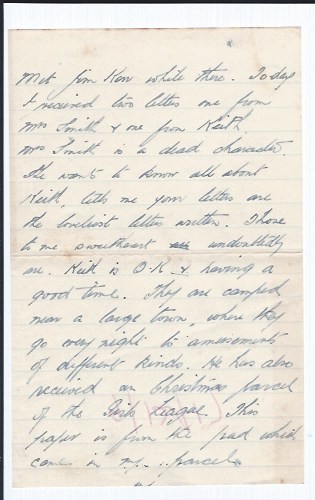 Met Jim Kerr while there. Today
I received two letters one from
Mrs Smith & one from Keith.
Mrs Smith is a dead character.
She wants to know all about
Keith, tells me your letters are
the loveliest letters written. Those
to me sweetheart undoubtedly
are. Keith is O.K & having a
good time. They are camped
near a large town, where they
go every night to amusements
of different kinds. He has also
received an Christmas parcel
of the Girls League. This
paper is from the pad which
came in my parcel